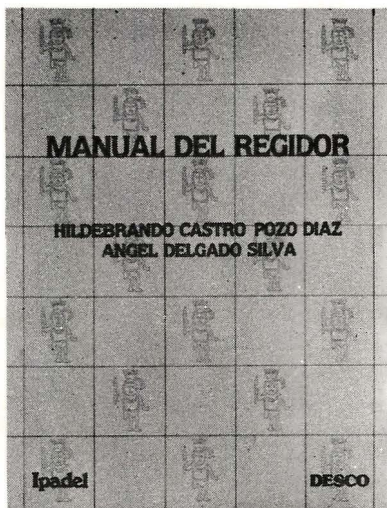 MANUAL DEL REGIDOR
HILDEBRANDO CASTRO POZO DIAZ
ANGEL DELGADO SILVA
Ipadel DESCO